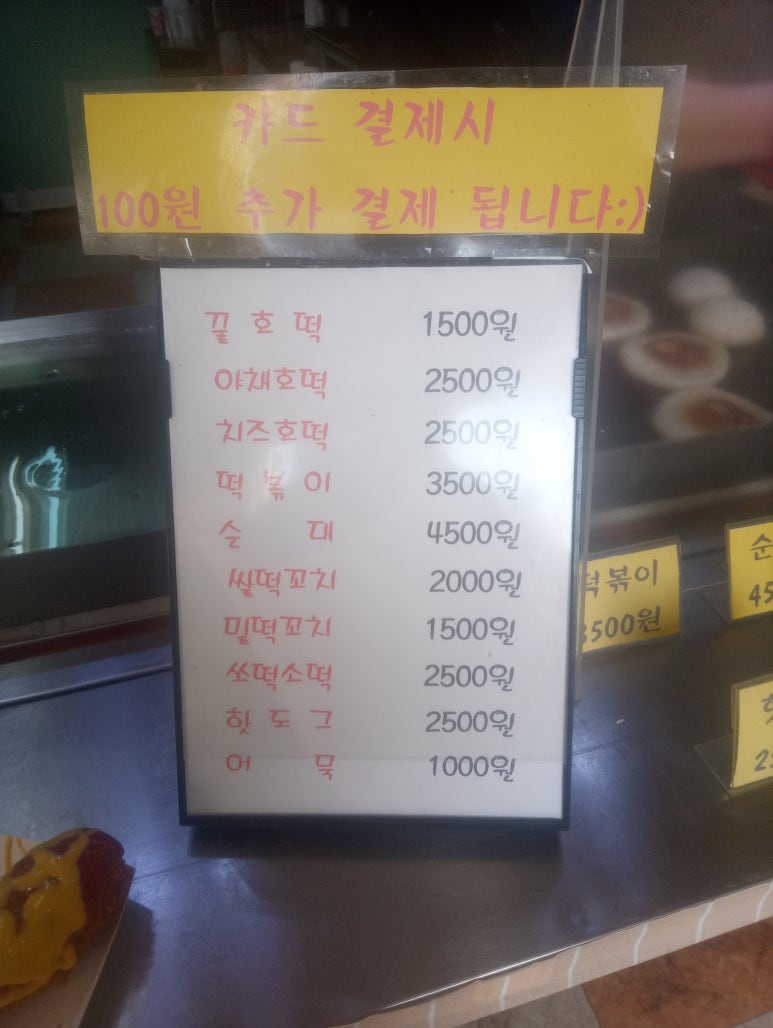 카드 결제시
100원 추가 결제 됩니다:)
꿀호떡 1500원
야채호떡 2500원
치즈호떡 2500원
떡볶이 3500원
순대 4500원
쌀떡꼬치 2000원
밀떡꼬치 1500원
쏘떡소떡 2500원
핫도그 2500원
어묵 1000원
떡볶이
3500원
순
45
핫
25